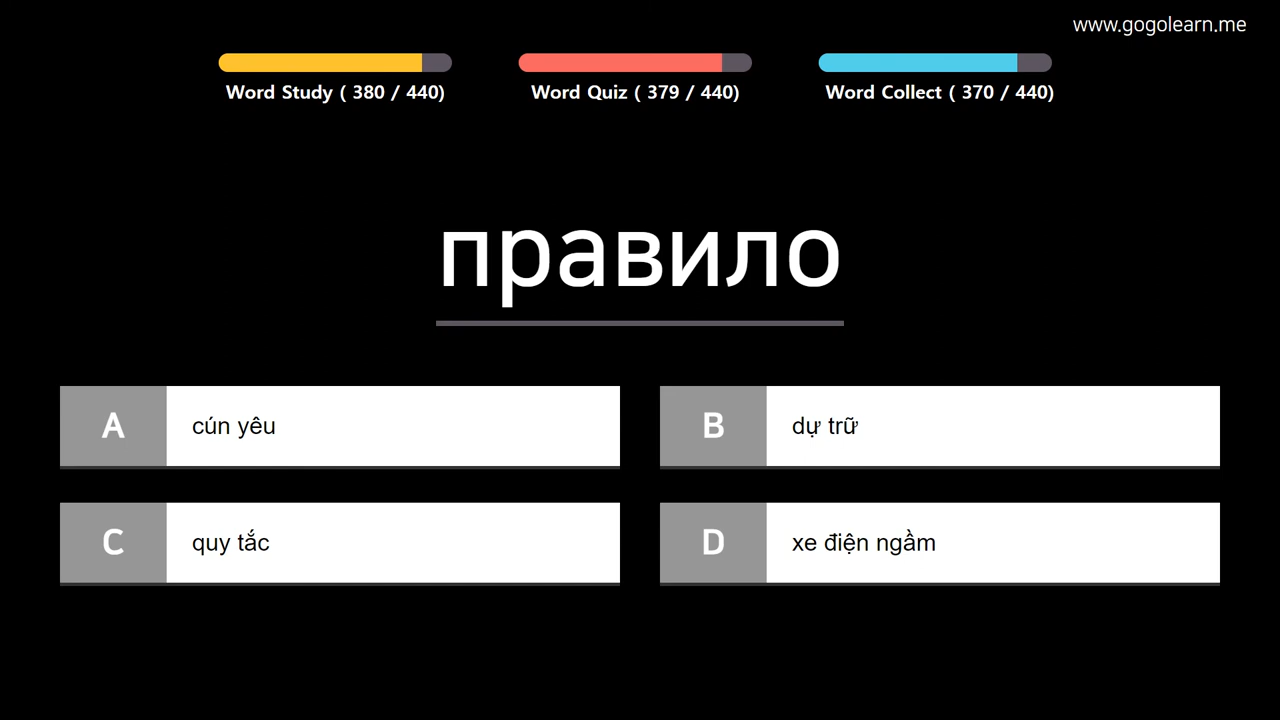 www.gogolearn.me
Word Study ( 380 / 440)
Word Quiz ( 379 / 440)
Word Collect ( 370 / 440)
правило
A cún yêu
B dự trữ
C quy tắc
D xe điện ngầm